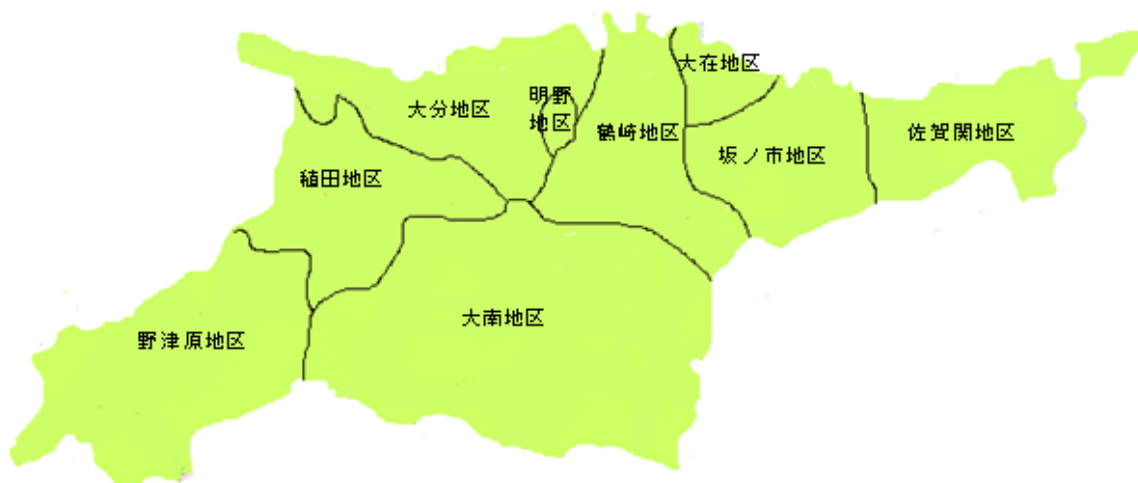 大在地区
明野
地区
大分地区
鶴崎地区
佐賀関地区
坂ノ市地区
稙田地区
大南地区
野津原地区